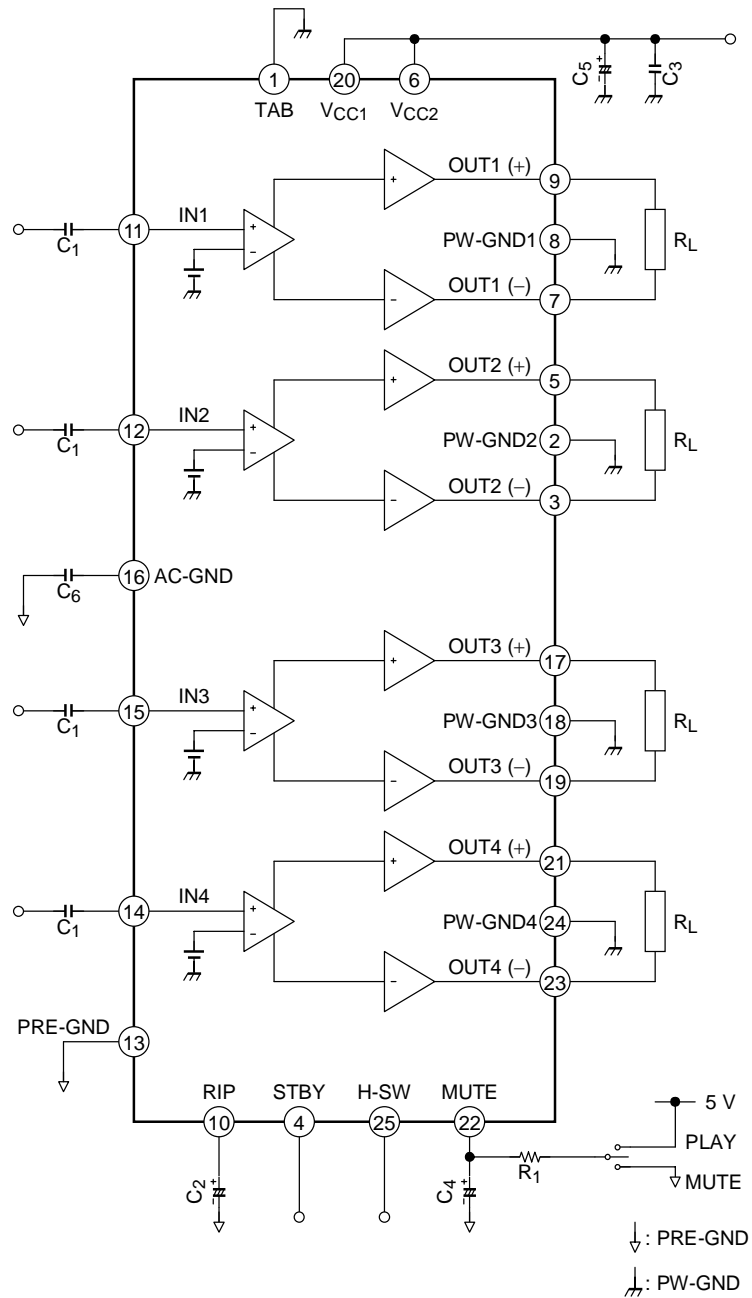 1 20 6
TAB VCC1 VCC2
C5 C3
+ -
OUT1 (+) 9
IN1 11 C1
PW-GND1 8 RL
OUT1 (−) 7
OUT2 (+) 5
IN2 12 C1
PW-GND2 2 RL
OUT2 (−) 3
16 AC-GND
C6
OUT3 (+) 17
IN3 15 C1
PW-GND3 18 RL
OUT3 (−) 19
OUT4 (+) 21
IN4 14 C1
PW-GND4 24 RL
OUT4 (−) 23
PRE-GND 13
RIP STBY H-SW MUTE
10 4 25 22
5 V
PLAY
R1
MUTE
C2 C4
: PRE-GND
: PW-GND